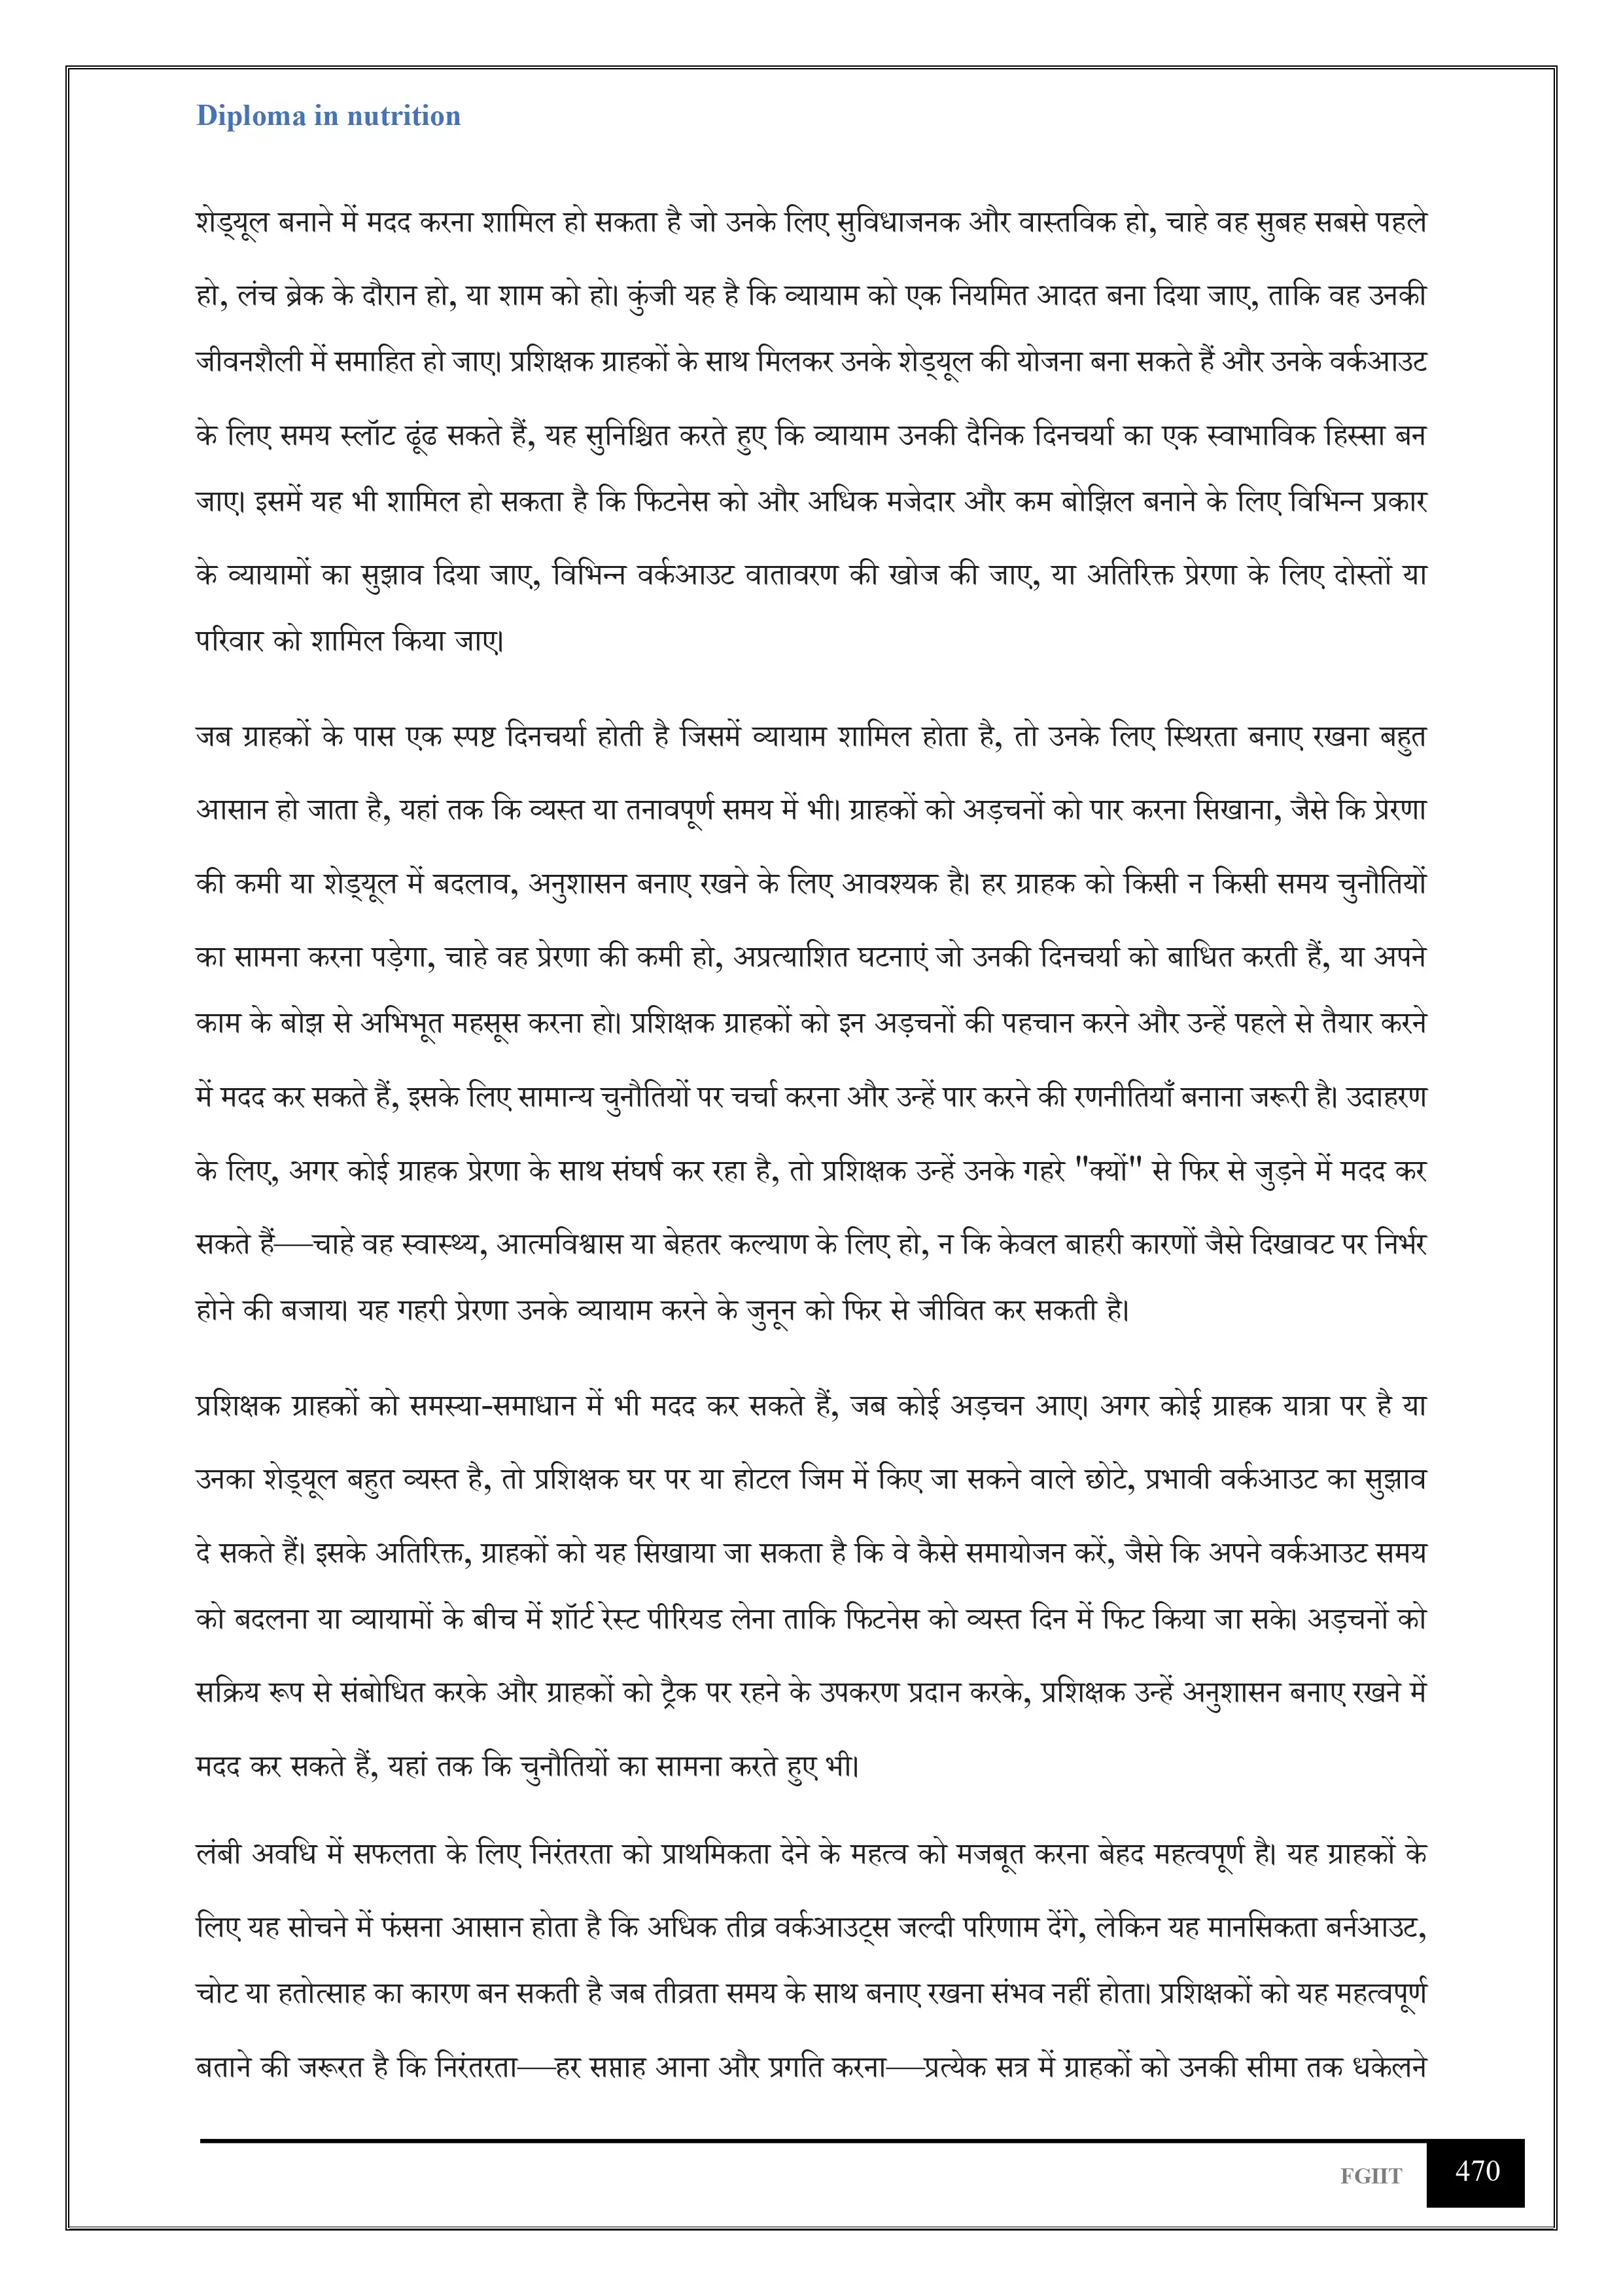 Diploma in nutrition
शेड्यूल बनाने में मदद करना शामिल हो सकता है जो उनके लिए सुविधाजनक और वास्तविक हो, चाहे वह सुबह सबसे पहले
हो, लंच ब्रेक के दौरान हो, या शाम को हो। कुंजी यह है कि व्यायाम को एक नियमित आदत बना दिया जाए, ताकि वह उनकी
जीवनशैली में समाहित हो जाए। प्रशिक्षक ग्राहकों के साथ मिलकर उनके शेड्यूल की योजना बना सकते हैं और उनके वर्कआउट
के लिए समय स्लॉट ढूंढ सकते हैं, यह सुनिश्चित करते हुए कि व्यायाम उनकी दैनिक दिनचर्या का एक स्वाभाविक हिस्सा बन
जाए। इसमें यह भी शामिल हो सकता है कि फिटनेस को और अधिक मजेदार और कम बोझिल बनाने के लिए विभिन्न प्रकार
के व्यायामों का सुझाव दिया जाए, विभिन्न वर्कआउट वातावरण की खोज की जाए, या अतिरिक्त प्रेरणा के लिए दोस्तों या
परिवार को शामिल किया जाए।
जब ग्राहकों के पास एक स्पष्ट दिनचर्या होती है जिसमें व्यायाम शामिल होता है, तो उनके लिए स्थिरता बनाए रखना बहुत
आसान हो जाता है, यहां तक कि व्यस्त या तनावपूर्ण समय में भी। ग्राहकों को अड़चनों को पार करना सिखाना, जैसे कि प्रेरणा
की कमी या शेड्यूल में बदलाव, अनुशासन बनाए रखने के लिए आवश्यक है। हर ग्राहक को किसी न किसी समय चुनौतियों
का सामना करना पड़ेगा, चाहे वह प्रेरणा की कमी हो, अप्रत्याशित घटनाएं जो उनकी दिनचर्या को बाधित करती हैं, या अपने
काम के बोझ से अभिभूत महसूस करना हो। प्रशिक्षक ग्राहकों को इन अड़चनों की पहचान करने और उन्हें पहले से तैयार करने
में मदद कर सकते हैं, इसके लिए सामान्य चुनौतियों पर चर्चा करना और उन्हें पार करने की रणनीतियाँ बनाना जरूरी है। उदाहरण
के लिए, अगर कोई ग्राहक प्रेरणा के साथ संघर्ष कर रहा है, तो प्रशिक्षक उन्हें उनके गहरे "क्यों" से फिर से जुड़ने में मदद कर
सकते हैं—चाहे वह स्वास्थ्य, आत्मविश्वास या बेहतर कल्याण के लिए हो, न कि केवल बाहरी कारणों जैसे दिखावट पर निर्भर
होने की बजाय। यह गहरी प्रेरणा उनके व्यायाम करने के जुनून को फिर से जीवित कर सकती है।
प्रशिक्षक ग्राहकों को समस्या-समाधान में भी मदद कर सकते हैं, जब कोई अड़चन आए। अगर कोई ग्राहक यात्रा पर है या
उनका शेड्यूल बहुत व्यस्त है, तो प्रशिक्षक घर पर या होटल जिम में किए जा सकने वाले छोटे, प्रभावी वर्कआउट का सुझाव
दे सकते हैं। इसके अतिरिक्त, ग्राहकों को यह सिखाया जा सकता है कि वे कैसे समायोजन करें, जैसे कि अपने वर्कआउट समय
को बदलना या व्यायामों के बीच में शॉर्ट रेस्ट पीरियड लेना ताकि फिटनेस को व्यस्त दिन में फिट किया जा सके। अड़चनों को
सक्रिय रूप से संबोधित करके और ग्राहकों को ट्रैक पर रहने के उपकरण प्रदान करके, प्रशिक्षक उन्हें अनुशासन बनाए रखने में
मदद कर सकते हैं, यहां तक कि चुनौतियों का सामना करते हुए भी।
लंबी अवधि में सफलता के लिए निरंतरता को प्राथमिकता देने के महत्व को मजबूत करना बेहद महत्वपूर्ण है। यह ग्राहकों के
लिए यह सोचने में फंसना आसान होता है कि अधिक तीव्र वर्कआउट्स जल्दी परिणाम देंगे, लेकिन यह मानसिकता बर्नआउट,
चोट या हतोत्साह का कारण बन सकती है जब तीव्रता समय के साथ बनाए रखना संभव नहीं होता। प्रशिक्षकों को यह महत्वपूर्ण
बताने की जरूरत है कि निरंतरता—हर सप्ताह आना और प्रगति करना—प्रत्येक सत्र में ग्राहकों को उनकी सीमा तक धकेलने
FGIIT 470